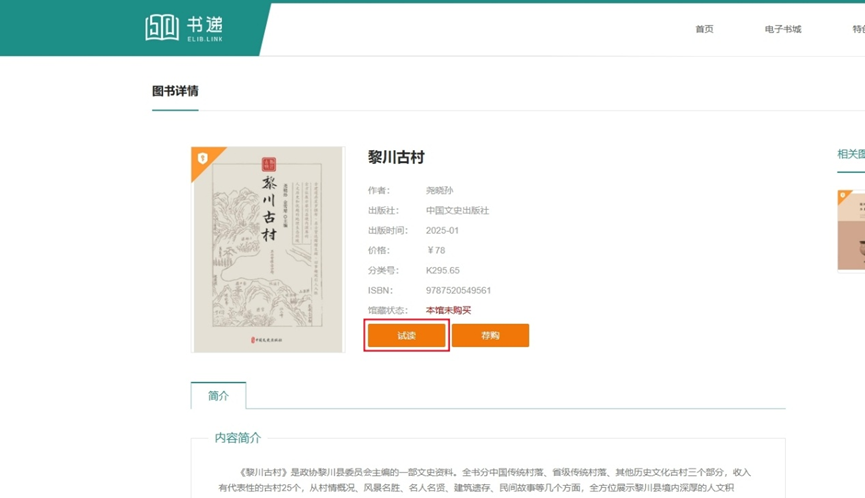 书递
ELIB.LINK
首页
电子书城
特色
图书详情
黎川古村
中国文史出版社
黎川古村
作者： 尧晓孙
出版社： 中国文史出版社
出版时间： 2025-01
价格： ￥78
分类号： K295.65
ISBN： 9787520549561
馆藏状态： 本馆未购买
试读
荐购
相关图
简介
内容简介
《黎川古村》是政协黎川县委员会主编的一部文史资料。全书分中国传统村落、省级传统村落、其他历史文化古村三个部分，收入
有代表性的古村25个，从村情概况、风景名胜、名人名贤、建筑遗存、民间故事等几个方面，全方位展示黎川县境内深厚的人文积